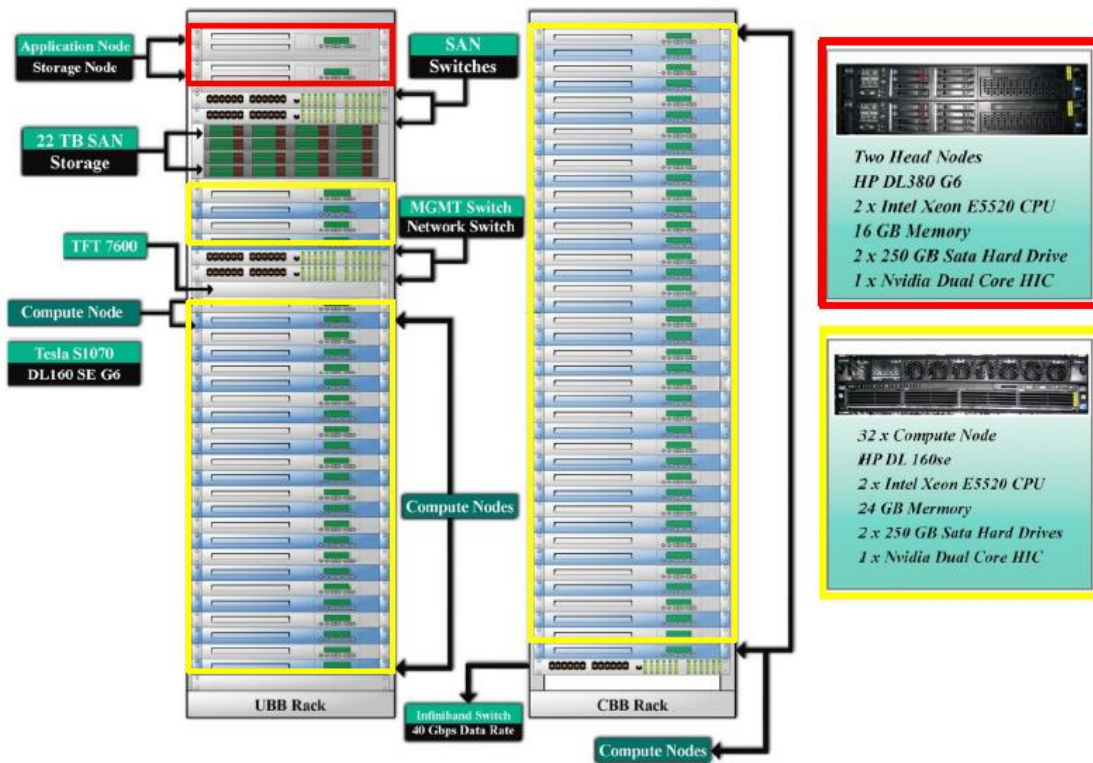 Application Node
Storage Node
22 TB SAN
Storage
TFT 7600
Compute Node
Tesla S1070
DL160 SE G6
SAN
Switches
MGMT Switch
Network Switch
Compute Nodes
UBB Rack
Infiniband Switch
40 Gbps Data Rate
CBB Rack
Compute Nodes
Two Head Nodes
HP DL380 G6
2 x Intel Xeon E5520 CPU
16 GB Memory
2 x 250 GB Sata Hard Drive
1 x Nvidia Dual Core HIC
32 x Compute Node
HP DL 160se
2 x Intel Xeon E5520 CPU
24 GB Mermory
2 x 250 GB Sata Hard Drives
1 x Nvidia Dual Core HIC